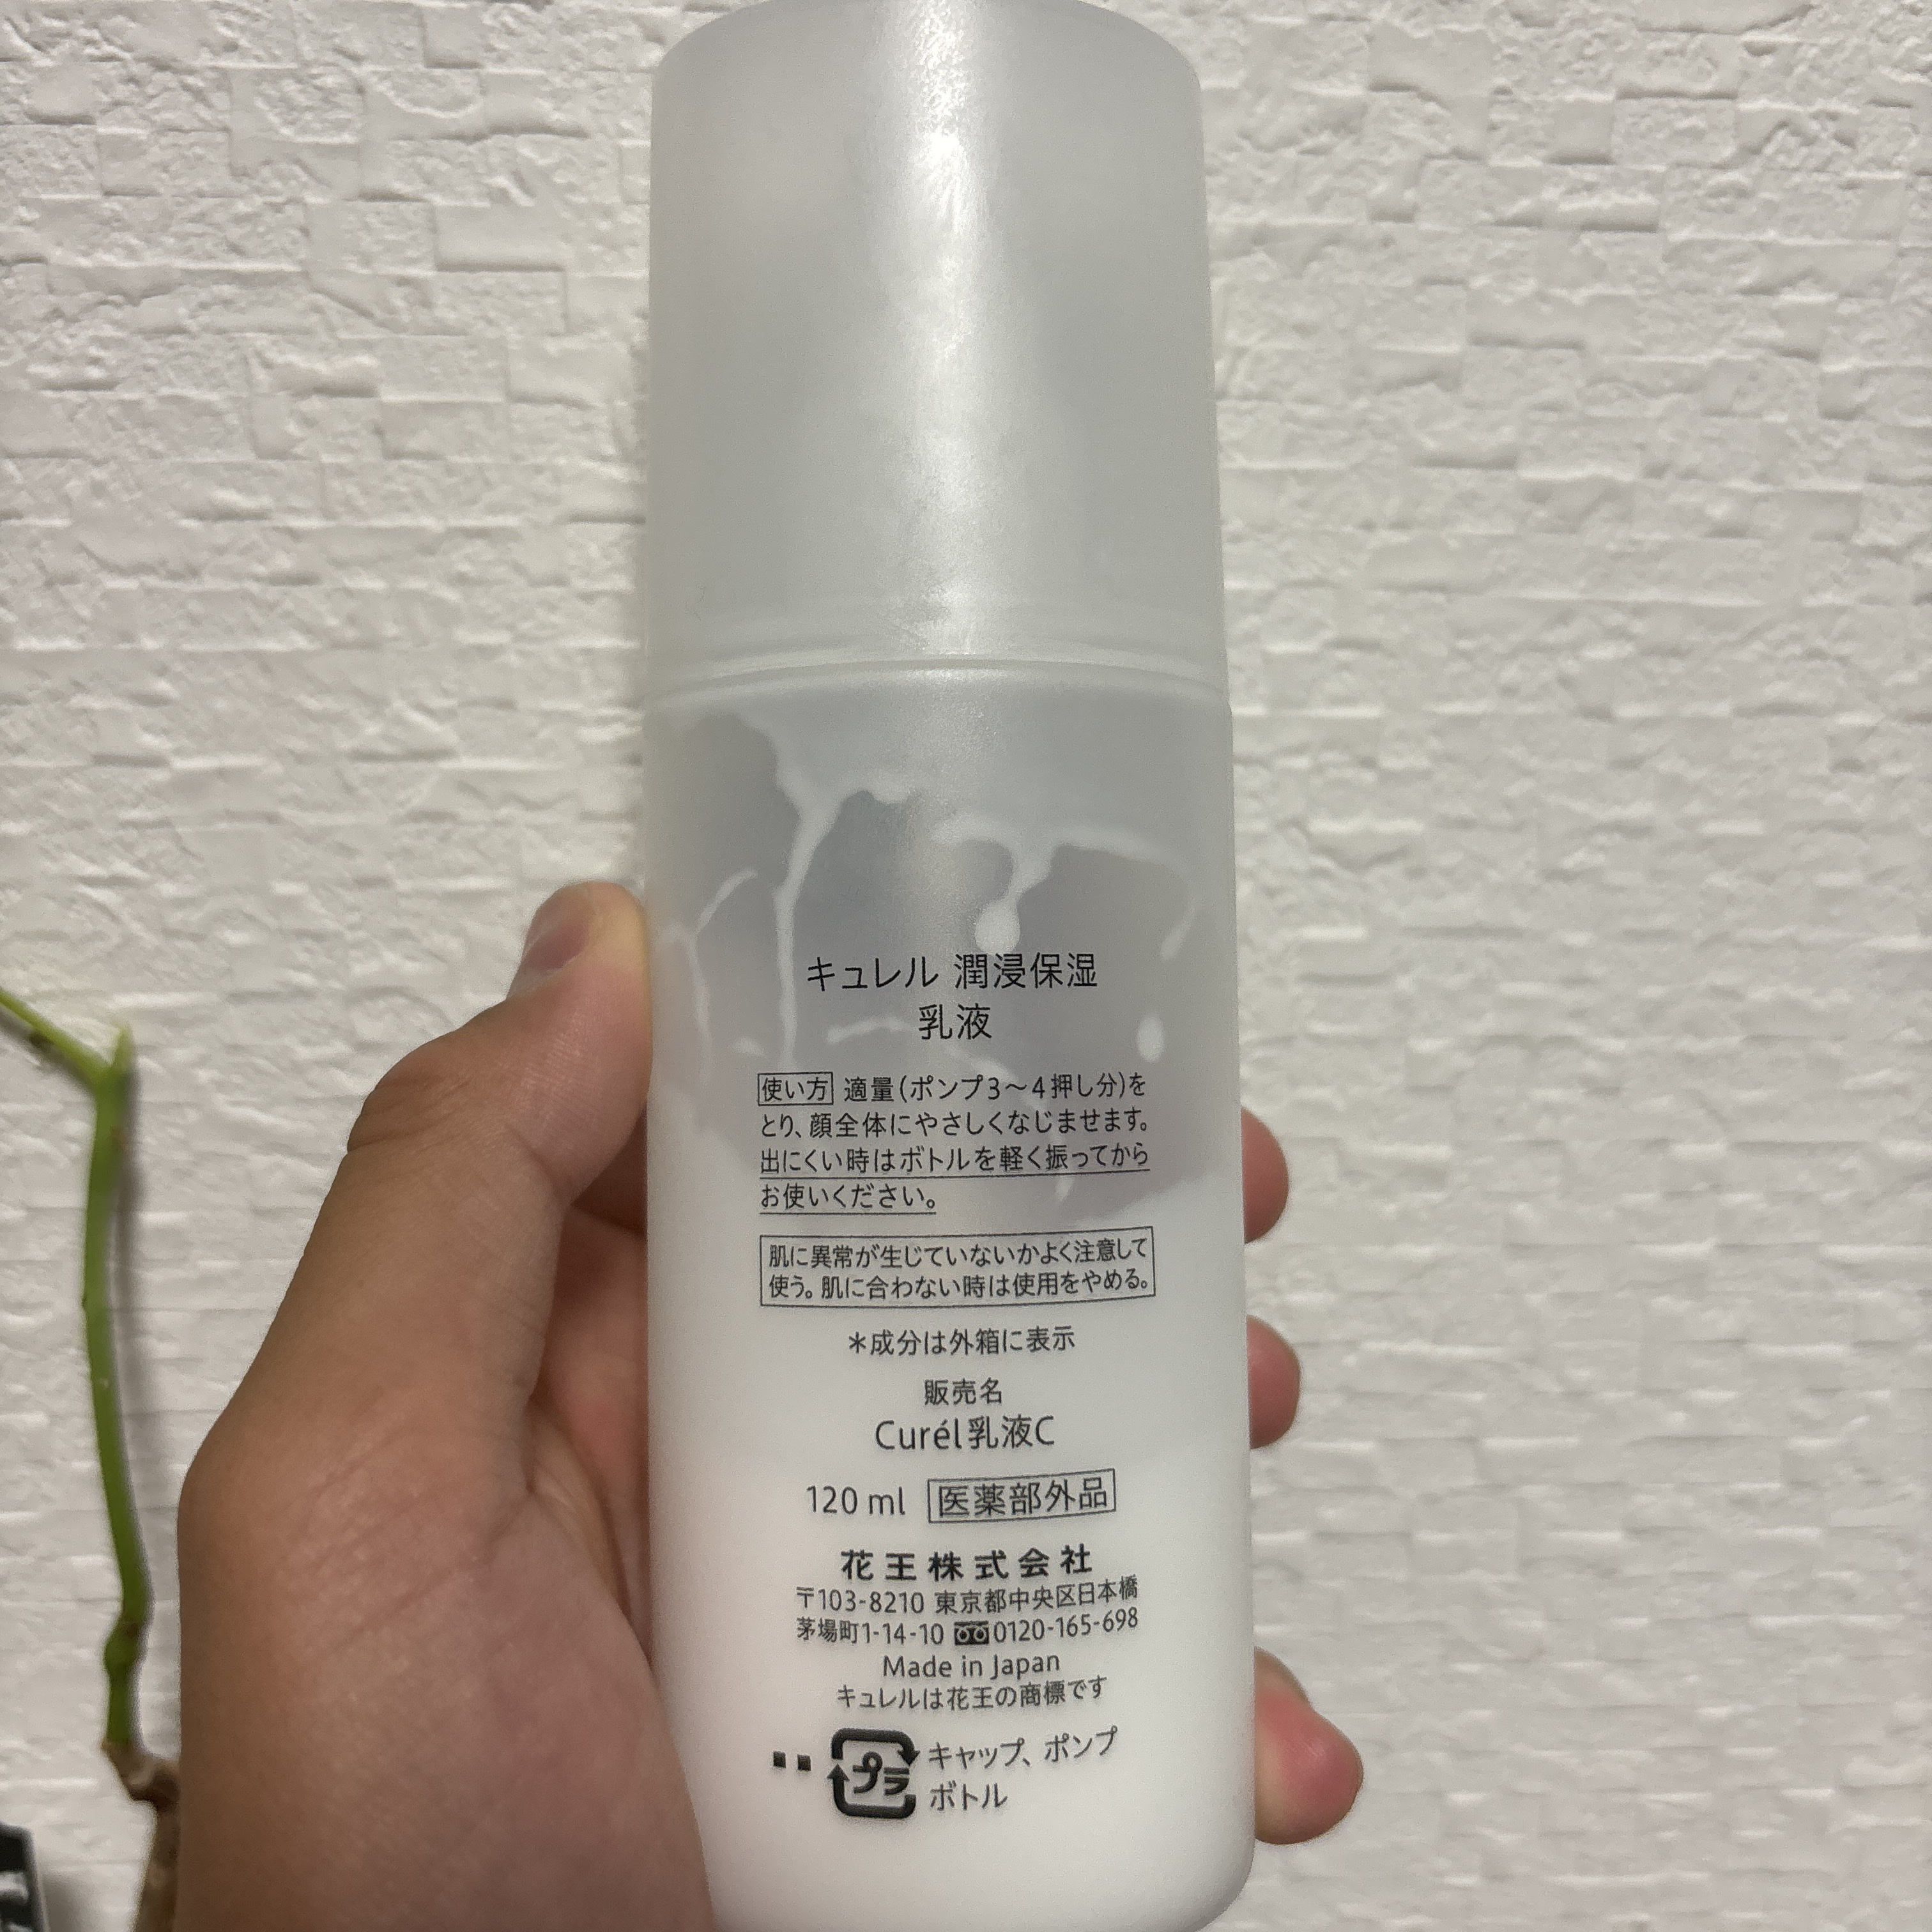 キュレル 潤浸保湿
乳液
使い方 適量(ポンプ3〜4押し分)を
とり、顔全体にやさしくなじませます。
出にくい時はボトルを軽く振ってから
お使いください。
肌に異常が生じていないかよく注意して
使う。肌に合わない時は使用をやめる。
*成分は外箱に表示
販売名
Curél乳液C
120 ml 医薬部外品
花王株式会社
〒103-8210 東京都中央区日本橋
茅場町1-14-10 0120-165-698
Made in Japan
キュレルは花王の商標です
プラ キャップ、ポンプ
ボトル